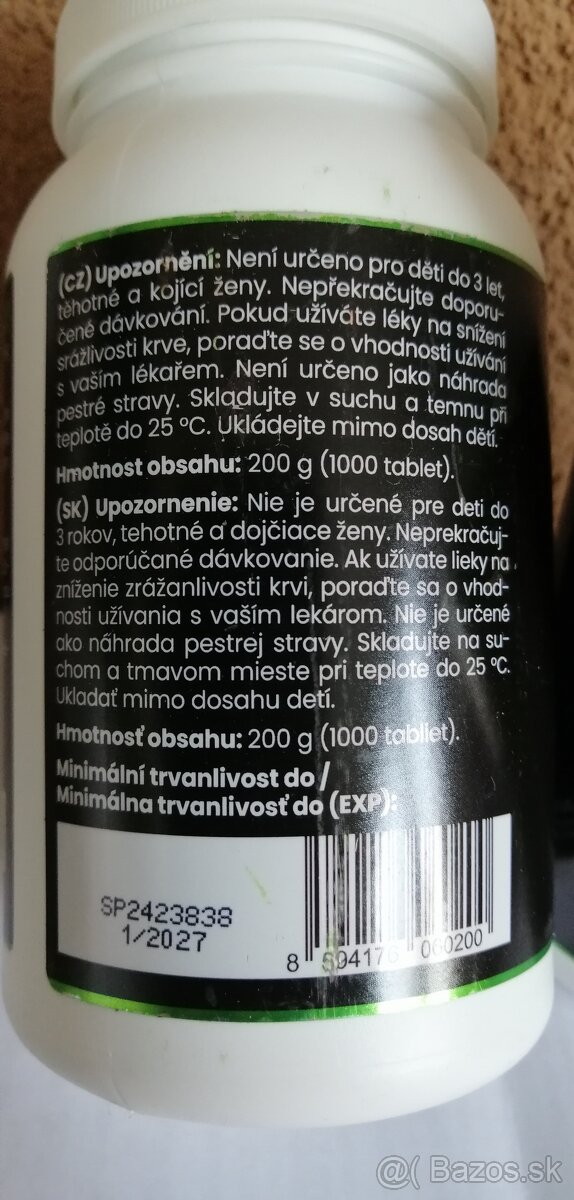 (CZ) Upozornění: Není určeno pro děti do 3 let,
těhotné a kojící ženy. Nepřekračujte doporu-
čené dávkování. Pokud užíváte léky na snížení
srážlivosti krve, poraďte se o vhodnosti užívání
s vaším lékařem. Není určeno jako náhrada
pestré stravy. Skladujte v suchu a temnu při
teplotě do 25 °C. Ukládejte mimo dosah dětí.
Hmotnost obsahu: 200 g (1000 tablet).
(SK) Upozornenie: Nie je určené pre deti do
3 rokov, tehotné a dojčiace ženy. Neprekračuj-
te odporúčané dávkovanie. Ak užívate lieky na
zníženie zrážanlivosti krvi, poraďte sa o vhod-
nosti užívania s vaším lekárom. Nie je určené
ako náhrada pestrej stravy. Skladujte na su-
chom a tmavom mieste pri teplote do 25 °C.
Ukladať mimo dosahu detí.
Hmotnosť obsahu: 200 g (1000 tabliet).
Minimální trvanlivost do /
Minimálna trvanlivosť do (EXP):
SP2423838
1/2027
8 594176 060200
@( Bazos.sk